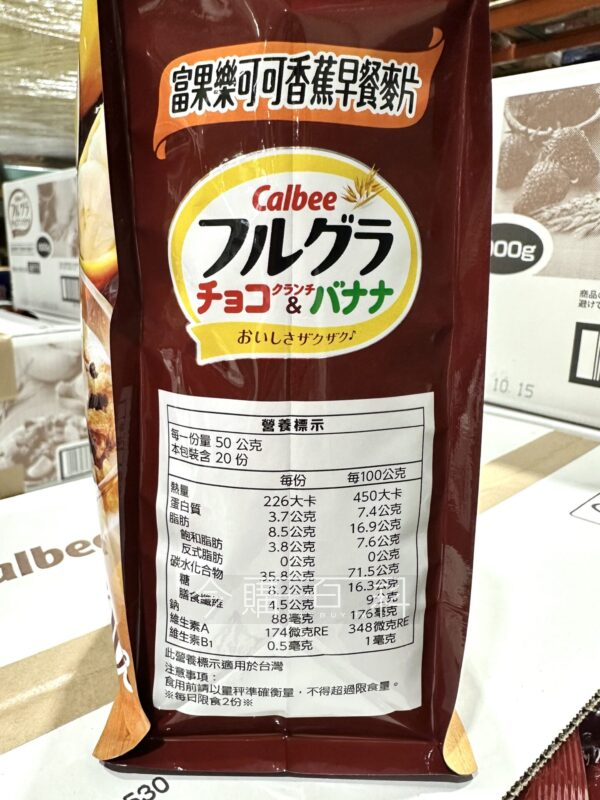 富果樂可可香蕉早餐麥片
Calbee
フルグラ
チョコクランチ&バナナ
おいしさザクザク♪
000g
商品の
避けて
10.15
albee
營養標示
每一份量 50 公克
本包裝含 20 份
每份 每100公克
熱量 226大卡 450大卡
蛋白質 3.7公克 7.4公克
脂肪 8.5公克 16.9公克
飽和脂肪 3.8公克 7.6公克
反式脂肪 0公克 0公克
碳水化合物 35.8公克 71.5公克
糖 8.2公克 16.3公克
膳食纖維 4.5公克 9公克
鈉 88毫克 176毫克
維生素A 174微克RE 348微克RE
維生素B1 0.5毫克 1毫克
此營養標示適用於台灣
注意事項：
食用前請以量秤準確衡量，不得超過限食量。
※每日限食2份※
530